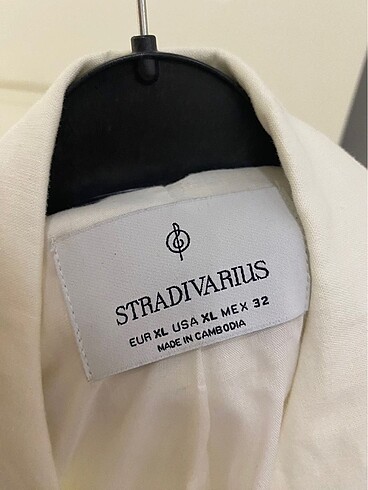 STRADIVARIUS
EUR XL USA XL MEX 32
MADE IN CAMBODIA